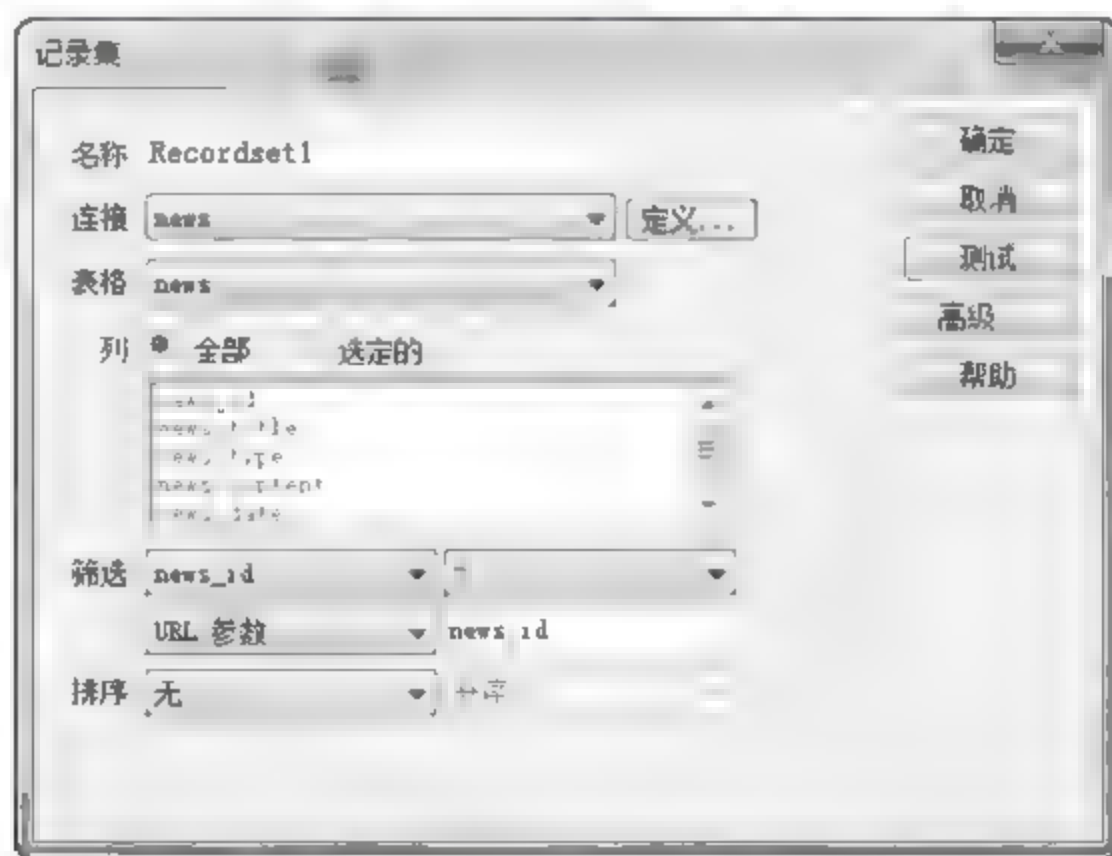 记录集
名称 Recordset1
连接 news 定义...
表格 news
列 全部 选定的
筛选 news_id
URL 参数 news_id
排序 无 升序
确定
取消
测试
高级
帮助